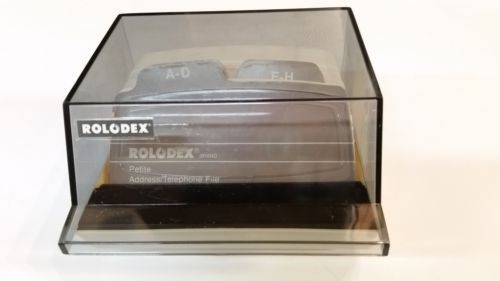 A-D E-H
ROLODEX®
ROLODEX®
Petite
Address/Telephone File